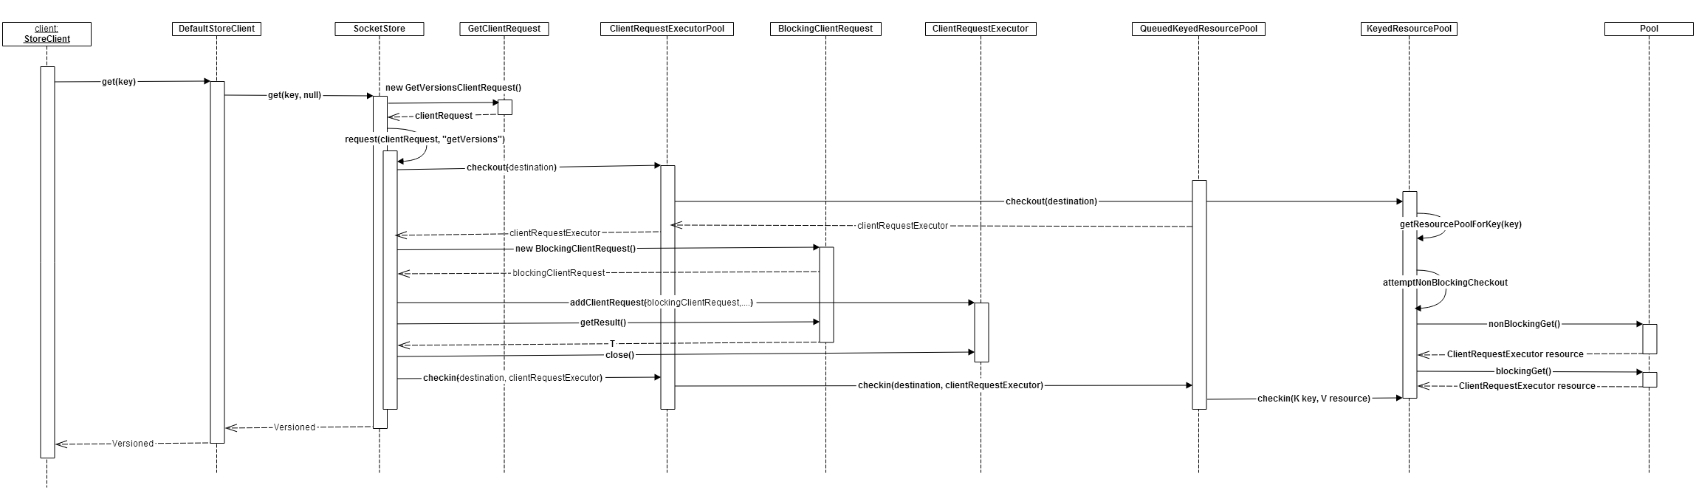 client:
StoreClient
DefaultStoreClient
SocketStore
GetClientRequest
ClientRequestExecutorPool
BlockingClientRequest
ClientRequestExecutor
QueuedKeyedResourcePool
KeyedResourcePool
Pool
get(key)
get(key, null)
new GetVersionsClientRequest()
clientRequest
request(clientRequest, "getVersions")
checkout(destination)
checkout(destination)
getResourcePoolForKey(key)
clientRequestExecutor
clientRequestExecutor
new BlockingClientRequest()
blockingClientRequest
attemptNonBlockingCheckout
addClientRequest(blockingClientRequest,....)
getResult()
nonBlockingGet()
T
close()
ClientRequestExecutor resource
blockingGet()
checkin(destination, clientRequestExecutor)
checkin(destination, clientRequestExecutor)
ClientRequestExecutor resource
checkin(K key, V resource)
Versioned
Versioned